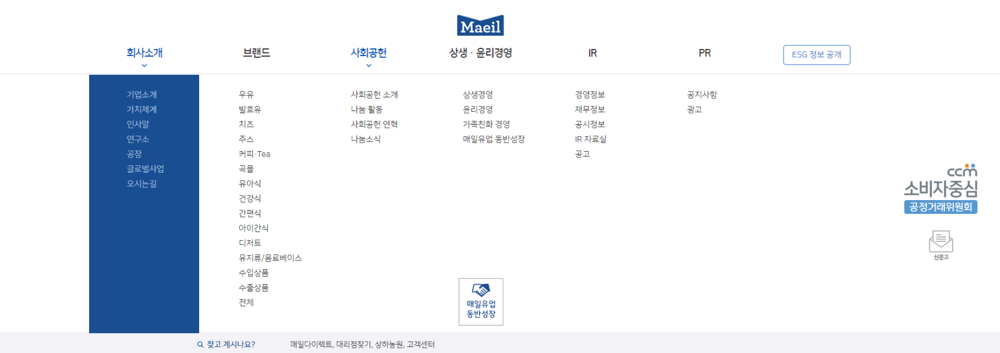 Maeil
회사소개
브랜드
사회공헌
상생 · 윤리경영
IR
PR
ESG 정보 공개
기업소개
가치체계
인사말
연구소
공장
글로벌사업
오시는길
우유
발효유
치즈
주스
커피·Tea
곡물
유아식
건강식
간편식
아이간식
디저트
유지류/음료베이스
수입상품
수출상품
전체
사회공헌 소개
나눔 활동
사회공헌 연혁
나눔소식
상생경영
윤리경영
가족친화 경영
매일유업 동반성장
경영정보
재무정보
공시정보
IR 자료실
공고
공지사항
광고
ccm
소비자중심
공정거래위원회
신문고
매일유업
동반성장
찾고 계시나요?
매일다이렉트, 대리점찾기, 상하농원, 고객센터